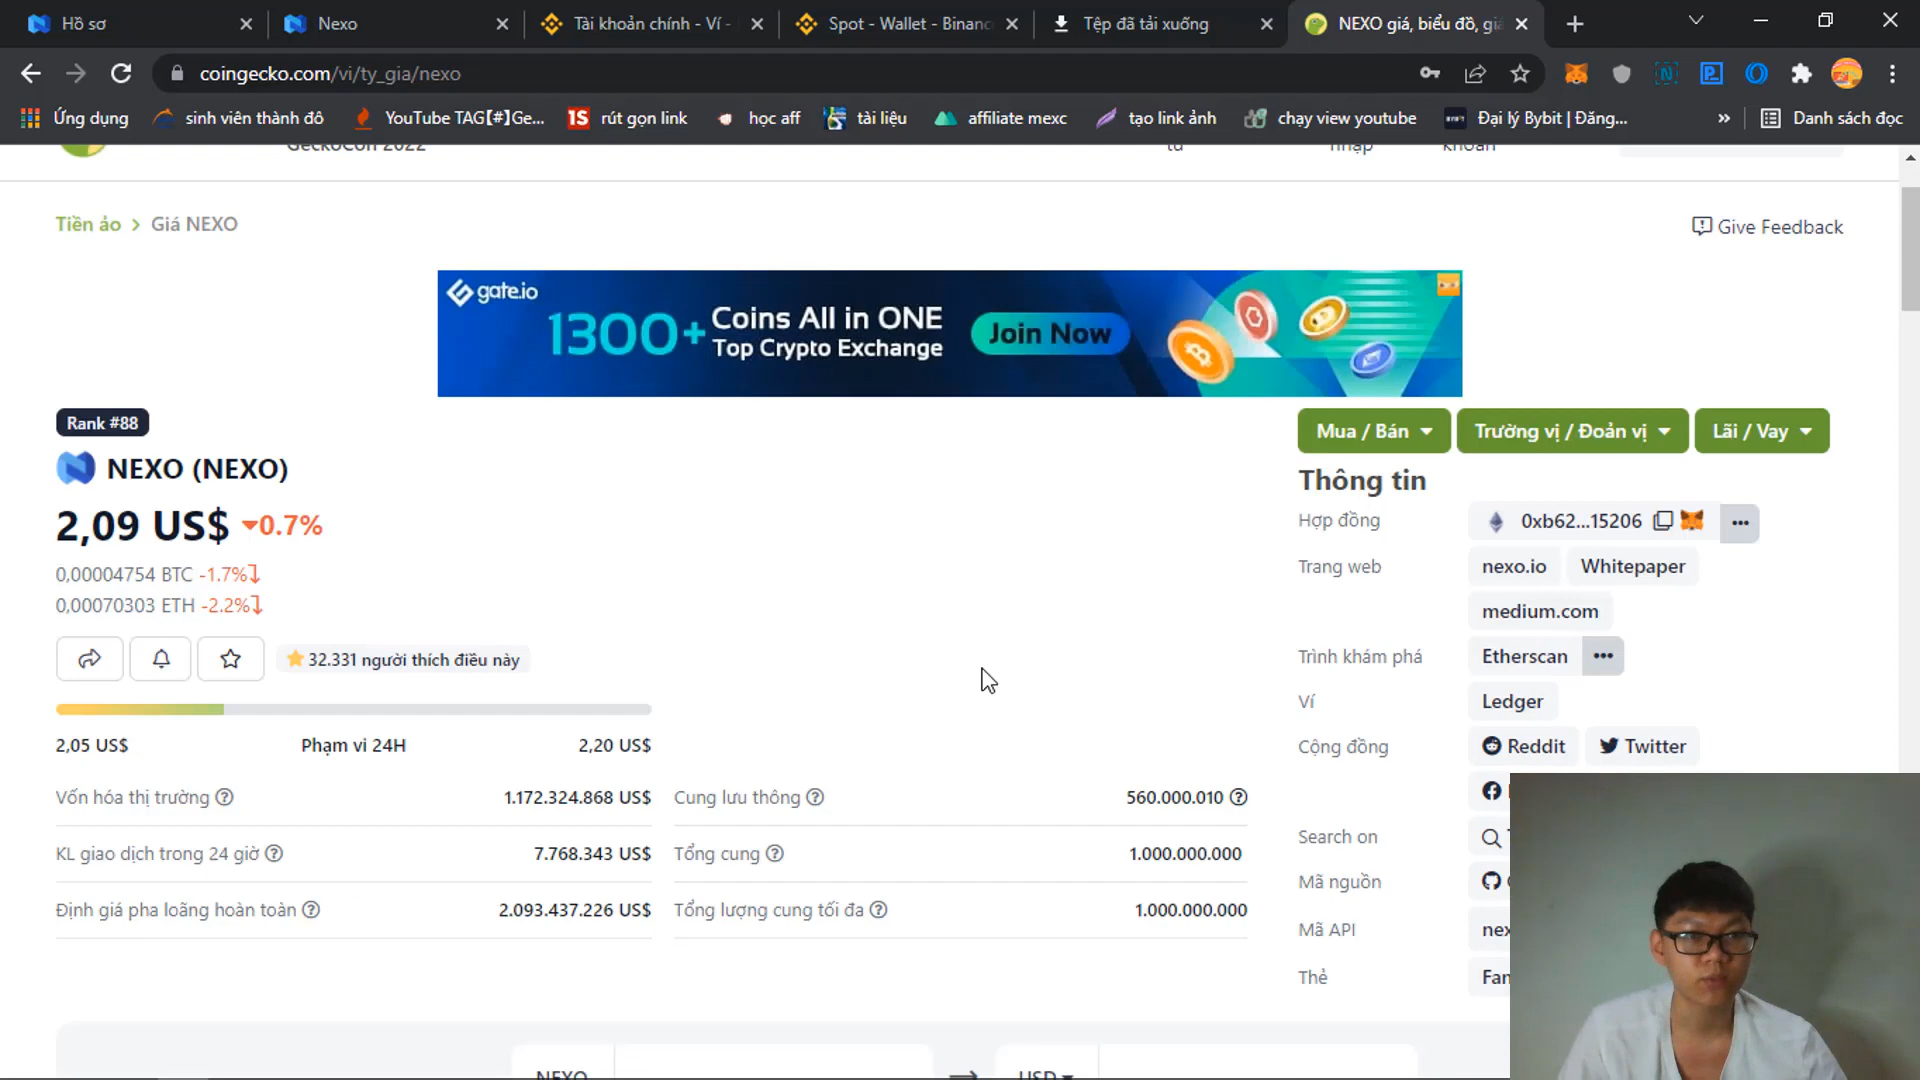 Hồ sơ
Nexo
Tài khoản chính - Ví -
Spot - Wallet - Binanc
Tệp đã tải xuống
NEXO giá, biểu đồ, giá
coingecko.com/vi/ty_gia/nexo
Ứng dụng
sinh viên thành đô
YouTube TAG【#】Ge...
1S
rút gọn link
học aff
tài liệu
affiliate mexc
tạo link ảnh
chạy view youtube
Đại lý Bybit | Đăng...
»
Danh sách đọc
GeckoCon 2022
tư
nhập
khoản
Tiền ảo > Giá NEXO
Give Feedback
gate.io
1300+
Coins All in ONE
Top Crypto Exchange
Join Now
Rank #88
NEXO (NEXO)
2,09 US$ 0.7%
0,00004754 BTC -1.7%
0,00070303 ETH -2.2%
32.331 người thích điều này
2,05 US$
Phạm vi 24H
2,20 US$
Vốn hóa thị trường
1.172.324.868 US$
Cung lưu thông
560.000.010
KL giao dịch trong 24 giờ
7.768.343 US$
Tổng cung
1.000.000.000
Định giá pha loãng hoàn toàn
2.093.437.226 US$
Tổng lượng cung tối đa
1.000.000.000
Mua / Bán
Trường vị / Đoản vị
Lãi / Vay
Thông tin
Hợp đồng
0xb62...15206
Trang web
nexo.io
Whitepaper
medium.com
Trình khám phá
Etherscan
Ví
Ledger
Cộng đồng
Reddit
Twitter
Search on
Mã nguồn
Mã API
nex
Thẻ
Fan
NEXO
USD